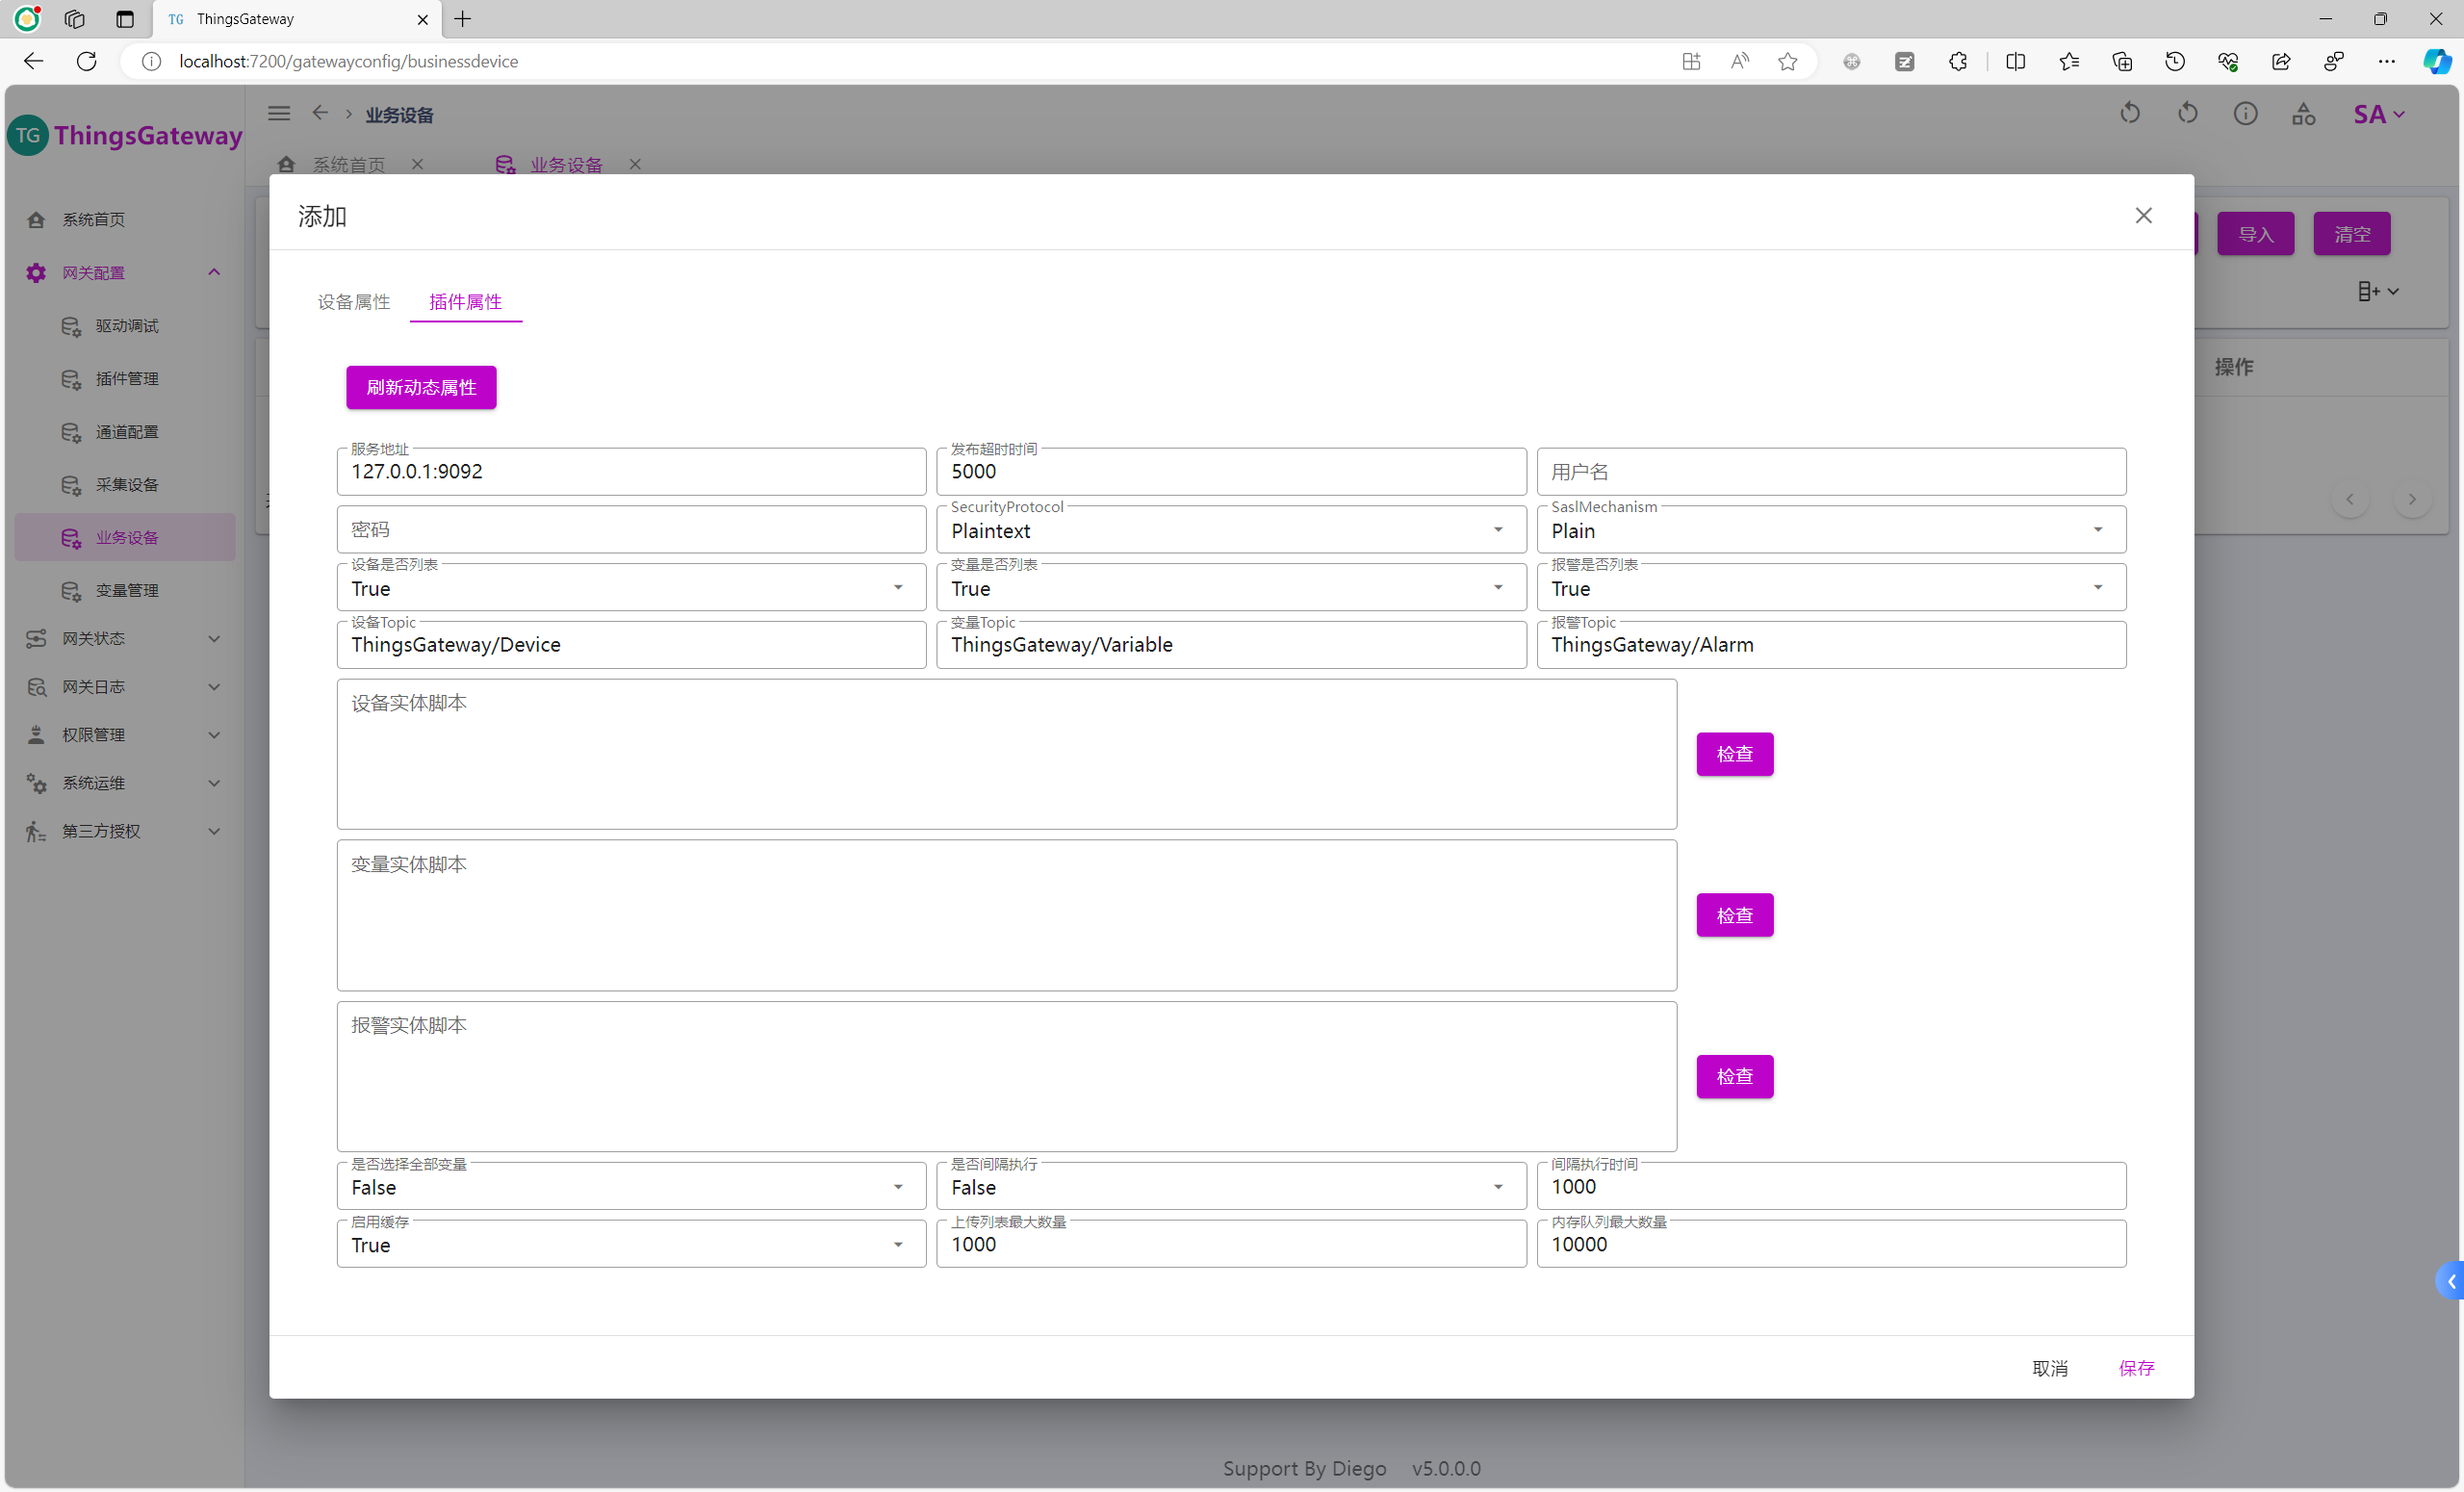 TG ThingsGateway
localhost:7200/gatewayconfig/businessdevice
TG ThingsGateway
业务设备
SA
系统首页
业务设备
系统首页
网关配置
驱动调试
插件管理
通道配置
采集设备
业务设备
变量管理
网关状态
网关日志
权限管理
系统运维
第三方授权
导入
清空
操作
添加
设备属性
插件属性
刷新动态属性
服务地址
127.0.0.1:9092
发布超时时间
5000
用户名
密码
SecurityProtocol
Plaintext
SaslMechanism
Plain
设备是否列表
True
变量是否列表
True
报警是否列表
True
设备Topic
ThingsGateway/Device
变量Topic
ThingsGateway/Variable
报警Topic
ThingsGateway/Alarm
设备实体脚本
检查
变量实体脚本
检查
报警实体脚本
检查
是否选择全部变量
False
是否间隔执行
False
间隔执行时间
1000
启用缓存
True
上传列表最大数量
1000
内存队列最大数量
10000
取消
保存
Support By Diego v5.0.0.0